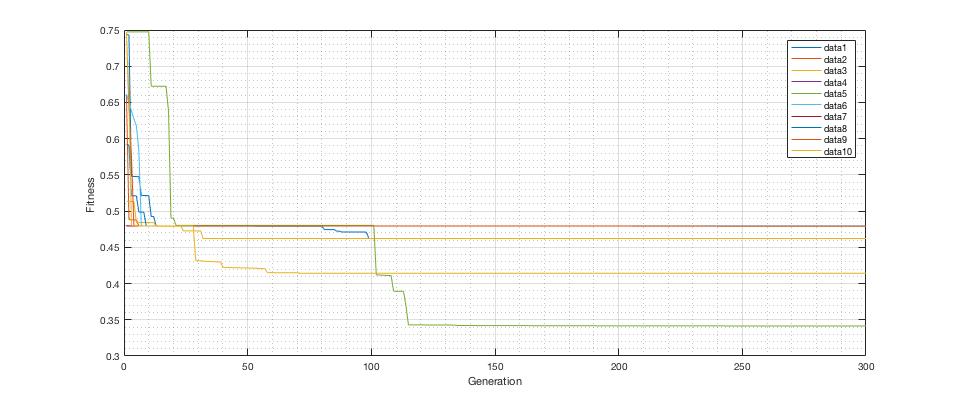 0.75
0.7
0.65
0.6
0.55
0.5
0.45
0.4
0.35
0.3
Fitness
0 50 100 150 200 250 300
Generation
data1
data2
data3
data4
data5
data6
data7
data8
data9
data10